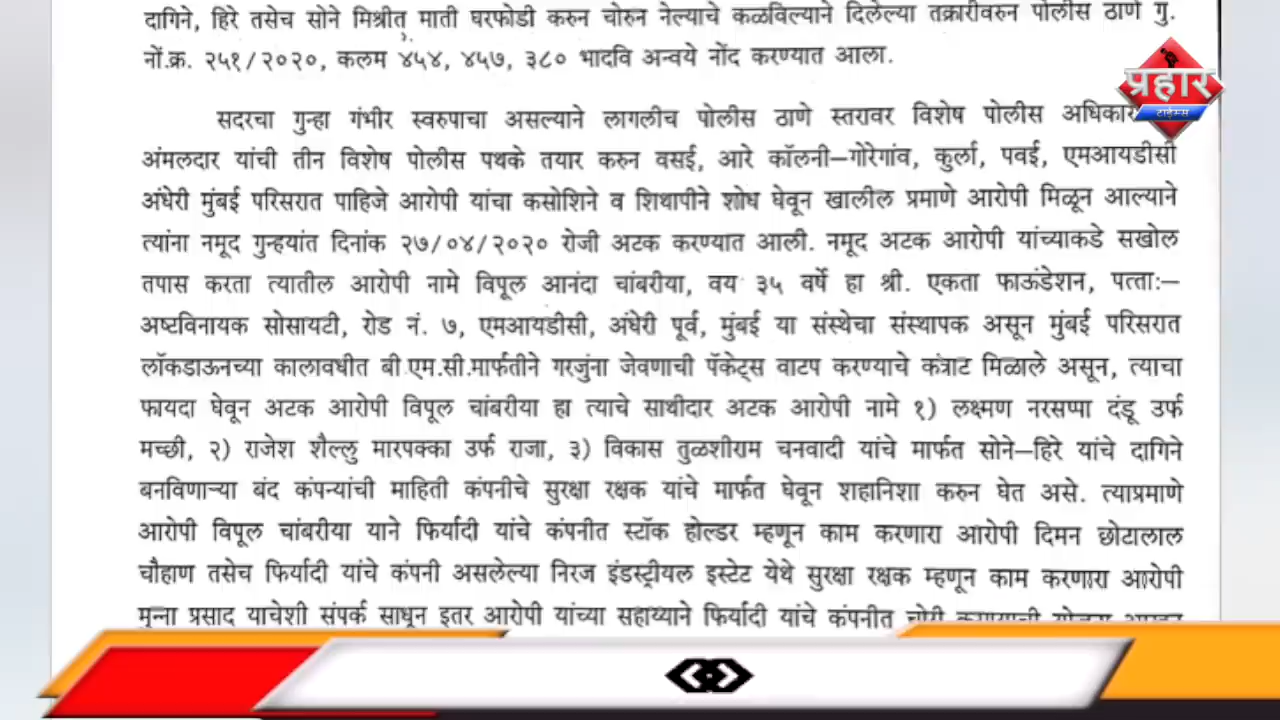 दागिने, हिरे तसेच सोने मिश्रीत माती घरफोडी करुन चोरुन नेल्याचे कळविल्याने दिलेल्या तक्रारीवरुन पोलीस ठाणे गु.
नों.क्र. २५१/२०२०, कलम ४५४, ४५७, ३८० भादवि अन्वये नोंद करण्यात आला.
सदरचा गुन्हा गंभीर स्वरुपाचा असल्याने लागलीच पोलीस ठाणे स्तरावर विशेष पोलीस
अंमलदार यांची तीन विशेष पोलीस पथके तयार करुन वसई, आरे कॉलनी–गोरेगांव, कुर्ला, पवई, एमआयडीसी
अंधेरी मुंबई परिसरात पाहिजे आरोपी यांचा कसोशिने व शिथापीने शोध घेवून खालील प्रमाणे आरोपी मिळून आल्याने
त्यांना नमूद गुन्हयांत दिनांक २७/०४/२०२० रोजी अटक करण्यात आली. नमूद अटक आरोपी यांच्याकडे सखोल
तपास करता त्यातील आरोपी नामे विपूल आनंदा चांबरीया, वय ३५ वर्षे हा श्री. एकता फाऊंडेशन, पत्ताः–
अष्टविनायक सोसायटी, रोड नं. ७, एमआयडीसी, अंधेरी पूर्व, मुंबई या संस्थेचा संस्थापक असून मुंबई परिसरात
लॉकडाऊनच्या कालावधीत बी.एम.सी.मार्फतीने गरजुंना जेवणाची पॅकेट्स वाटप करण्याचे कंत्राट मिळाले असून, त्याचा
फायदा घेवून अटक आरोपी विपूल चांबरीया हा त्याचे साथीदार अटक आरोपी नामे १) लक्ष्मण नरसप्पा दंडू उर्फ
मच्छी, २) राजेश शैल्लु मारपक्का उर्फ राजा, ३) विकास तुळशीराम चनवादी यांचे मार्फत सोने–हिरे यांचे दागिने
बनविणाऱ्या बंद कंपन्यांची माहिती कंपनीचे सुरक्षा रक्षक यांचे मार्फत घेवून शहानिशा करुन घेत असे. त्याप्रमाणे
आरोपी विपूल चांबरीया याने फिर्यादी यांचे कंपनीत स्टॉक होल्डर म्हणून काम करणारा आरोपी दिमन छोटालाल
चौहाण तसेच फिर्यादी यांचे कंपनी असलेल्या निरज इंडस्ट्रीयल इस्टेट येथे सुरक्षा रक्षक म्हणून काम करणारा आरोपी
मुन्ना प्रसाद याचेशी संपर्क साधून इतर आरोपी यांच्या सहाय्याने फिर्यादी यांचे कंपनीत
प्रहार
टाईम्स